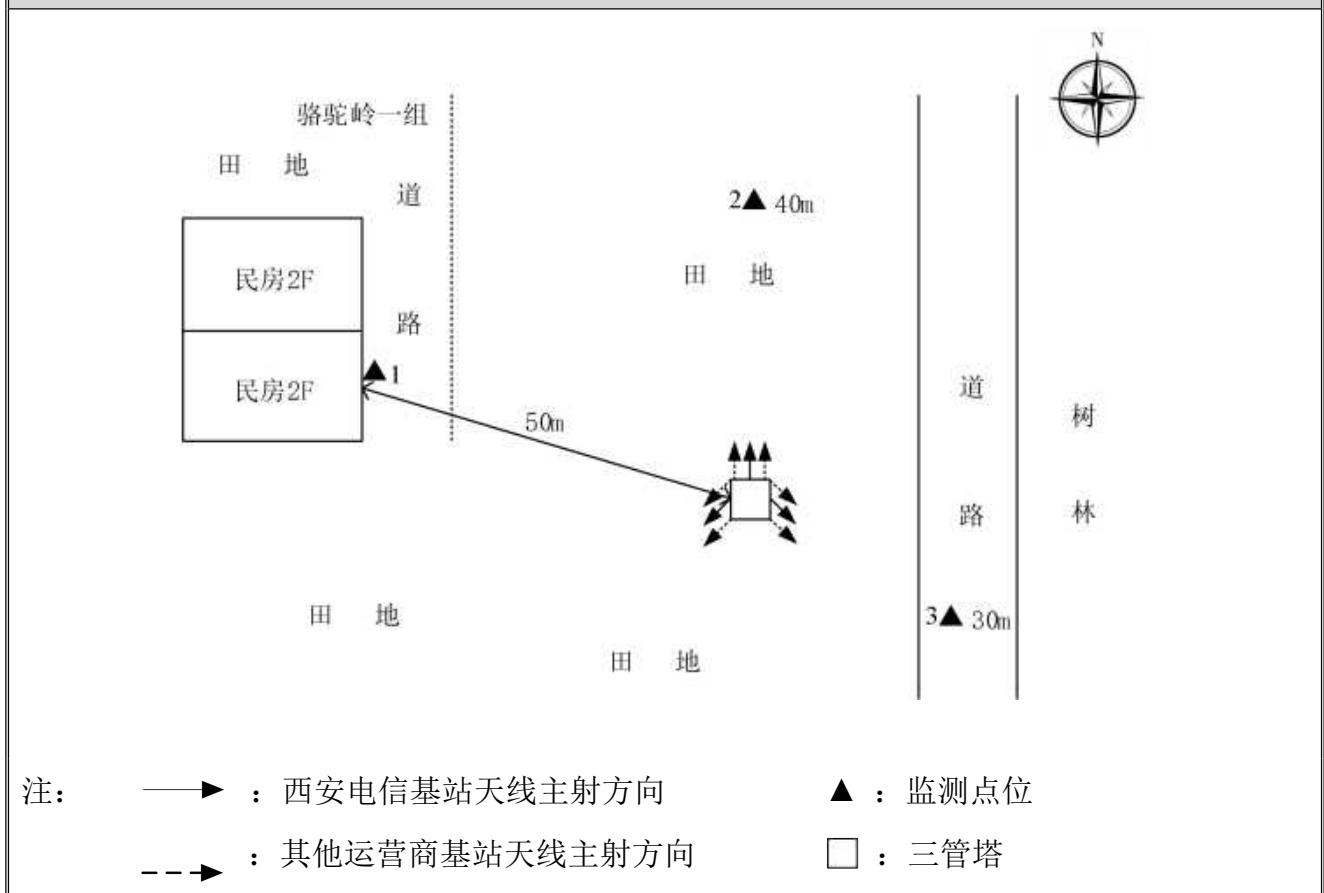 N
骆驼岭一组
田 地
道
2▲ 40m
民房2F
田 地
路
▲1
民房2F
道
树
50m
路
林
田 地
3▲ 30m
田 地
注：
：西安电信基站天线主射方向
▲ ：监测点位
：其他运营商基站天线主射方向
□ ：三管塔